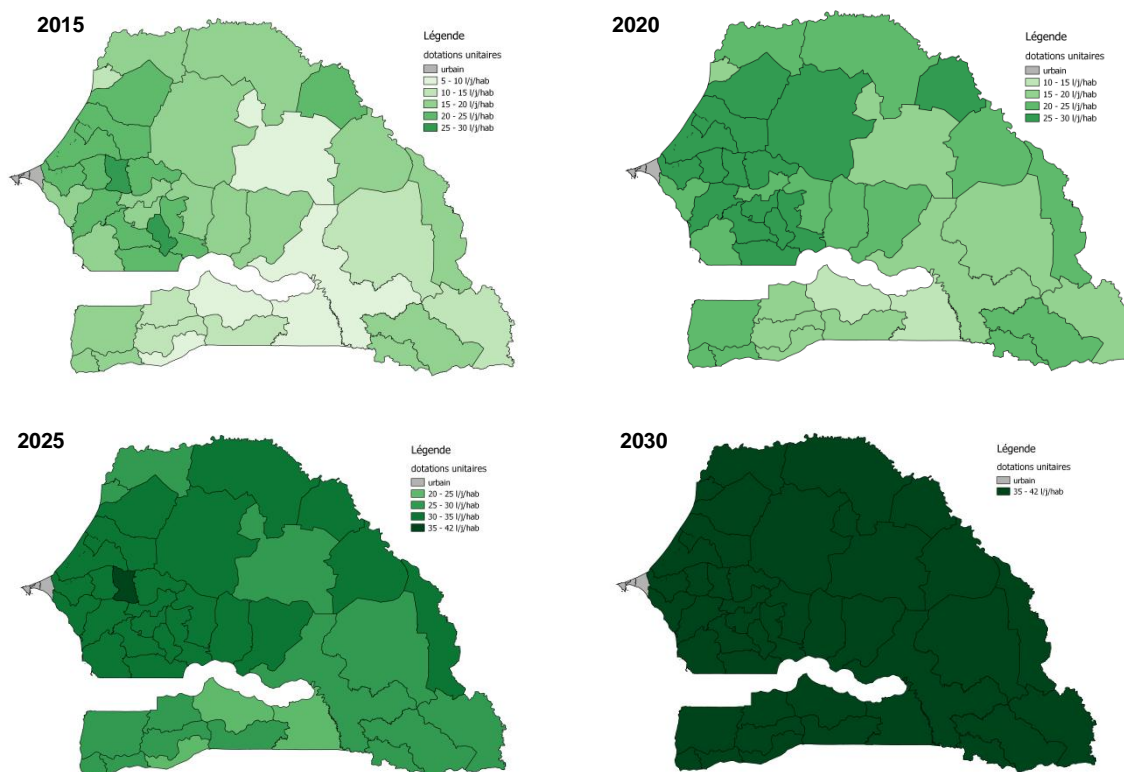 2015
Légende
dotations unitaires
urbain
5 - 10 l/j/hab
10 - 15 l/j/hab
15 - 20 l/j/hab
20 - 25 l/j/hab
25 - 30 l/j/hab
2020
Légende
dotations unitaires
urbain
10 - 15 l/j/hab
15 - 20 l/j/hab
20 - 25 l/j/hab
25 - 30 l/j/hab
2025
Légende
dotations unitaires
urbain
20 - 25 l/j/hab
25 - 30 l/j/hab
30 - 35 l/j/hab
35 - 42 l/j/hab
2030
Légende
dotations unitaires
urbain
35 - 42 l/j/hab